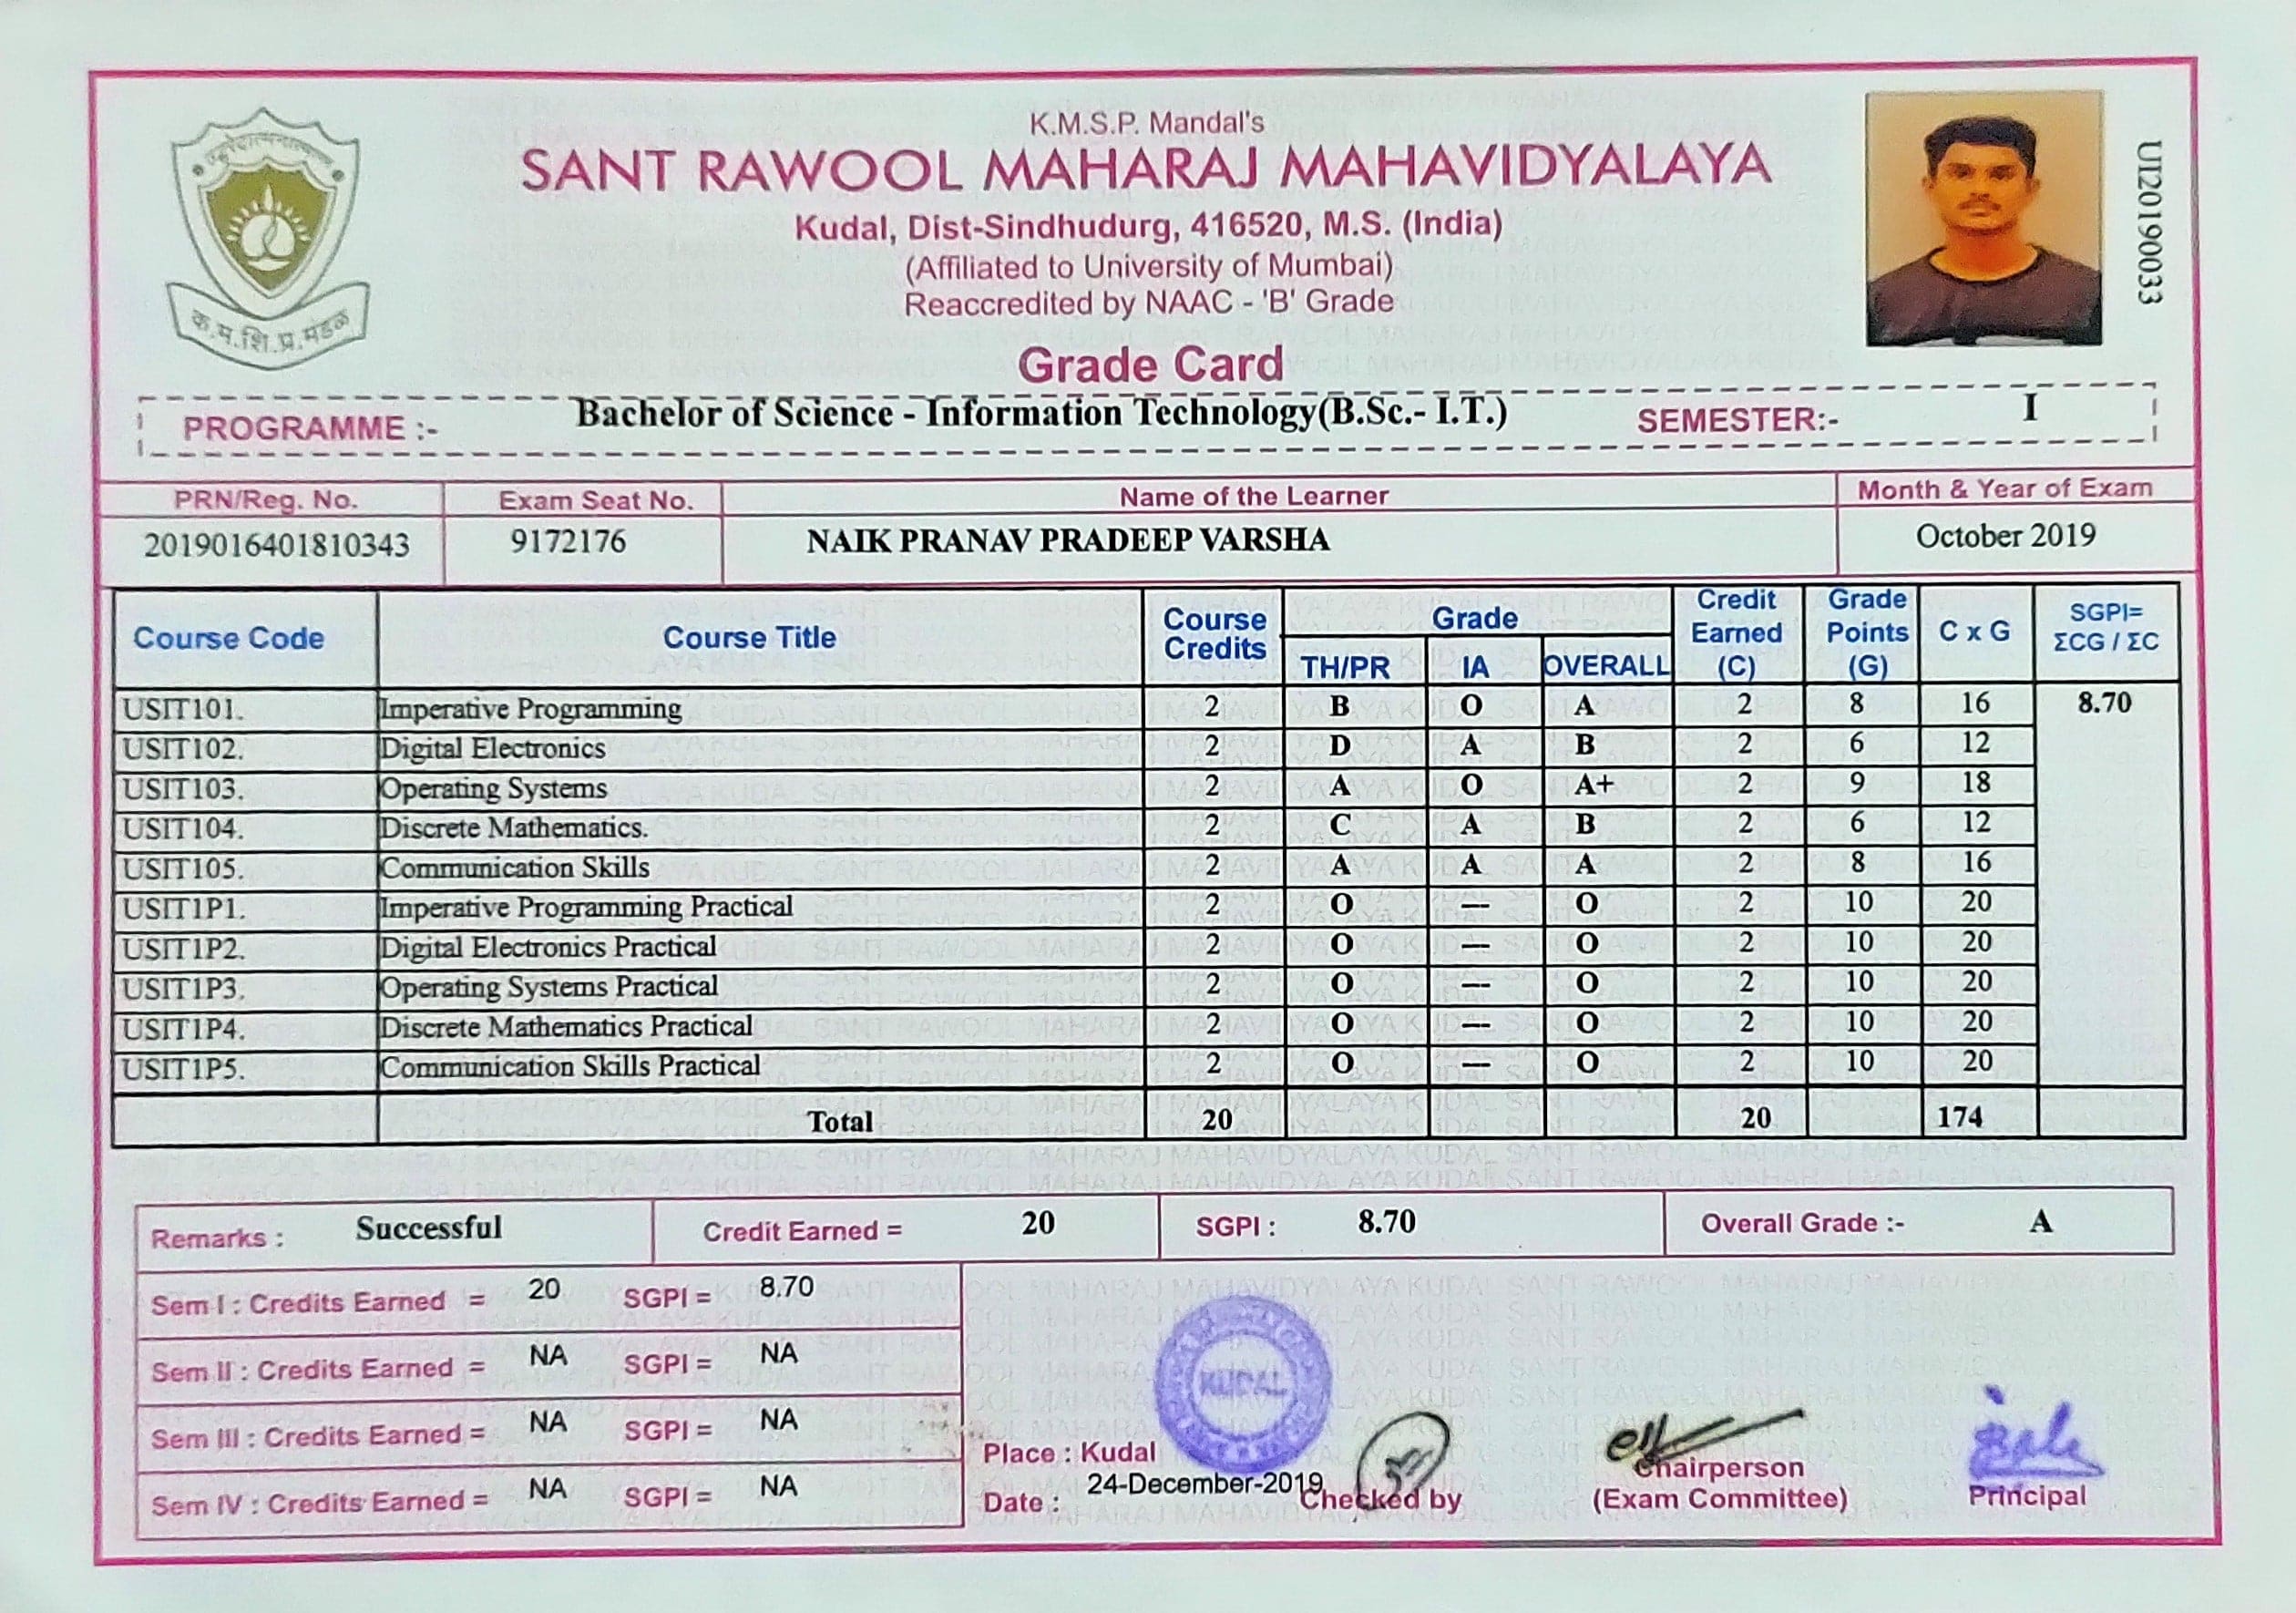 K.M.S.P. Mandal's
SANT RAWOOL MAHARAJ MAHAVIDYALAYA
Kudal, Dist-Sindhudurg, 416520, M.S. (India)
(Affiliated to University of Mumbai)
Reaccredited by NAAC - 'B' Grade
क.म.शि.प्र.मंडळ
UI20190033
Grade Card
PROGRAMME :- Bachelor of Science - Information Technology(B.Sc.- I.T.) SEMESTER:- I
PRN/Reg. No. Exam Seat No. Name of the Learner Month & Year of Exam
2019016401810343 9172176 NAIK PRANAV PRADEEP VARSHA October 2019
Course Code Course Title Course Credits Grade TH/PR IA OVERALL Credit Earned (C) Grade Points (G) C x G SGPI= ΣCG / ΣC
USIT101. Imperative Programming 2 B O A 2 8 16 8.70
USIT102. Digital Electronics 2 D A B 2 6 12
USIT103. Operating Systems 2 A O A+ 2 9 18
USIT104. Discrete Mathematics. 2 C A B 2 6 12
USIT105. Communication Skills 2 A A A 2 8 16
USIT1P1. Imperative Programming Practical 2 O -- O 2 10 20
USIT1P2. Digital Electronics Practical 2 O -- O 2 10 20
USIT1P3. Operating Systems Practical 2 O -- O 2 10 20
USIT1P4. Discrete Mathematics Practical 2 O -- O 2 10 20
USIT1P5. Communication Skills Practical 2 O -- O 2 10 20
Total 20 20 174
Remarks : Successful Credit Earned = 20 SGPI : 8.70 Overall Grade :- A
Sem I : Credits Earned = 20 SGPI = 8.70
Sem II : Credits Earned = NA SGPI = NA
Sem III : Credits Earned = NA SGPI = NA
Sem IV : Credits Earned = NA SGPI = NA
KUDAL
Place : Kudal
Date : 24-December-2019
Checked by
Chairperson
(Exam Committee)
Principal